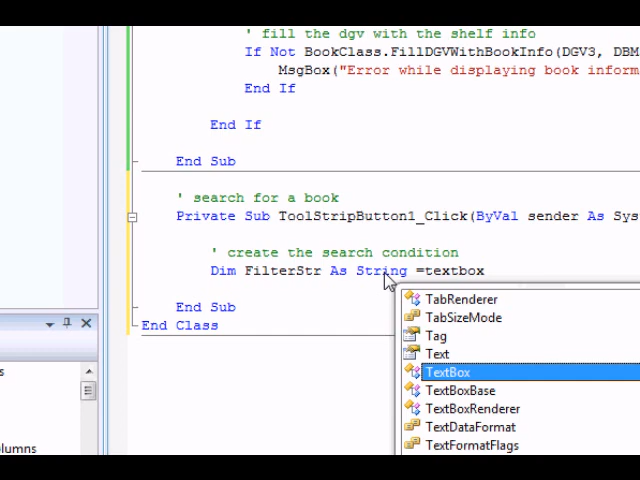 ' fill the dgv with the shelf info
If Not BookClass.FillDGVWithBookInfo(DGV3, DBM
MsgBox("Error while displaying book inform
End If
End If
End Sub
' search for a book
Private Sub ToolStripButton1_Click(ByVal sender As Sys
' create the search condition
Dim FilterStr As String =textbox
End Sub
End Class
TabRenderer
TabSizeMode
Tag
Text
TextBox
TextBoxBase
TextBoxRenderer
TextDataFormat
TextFormatFlags
s
lumns